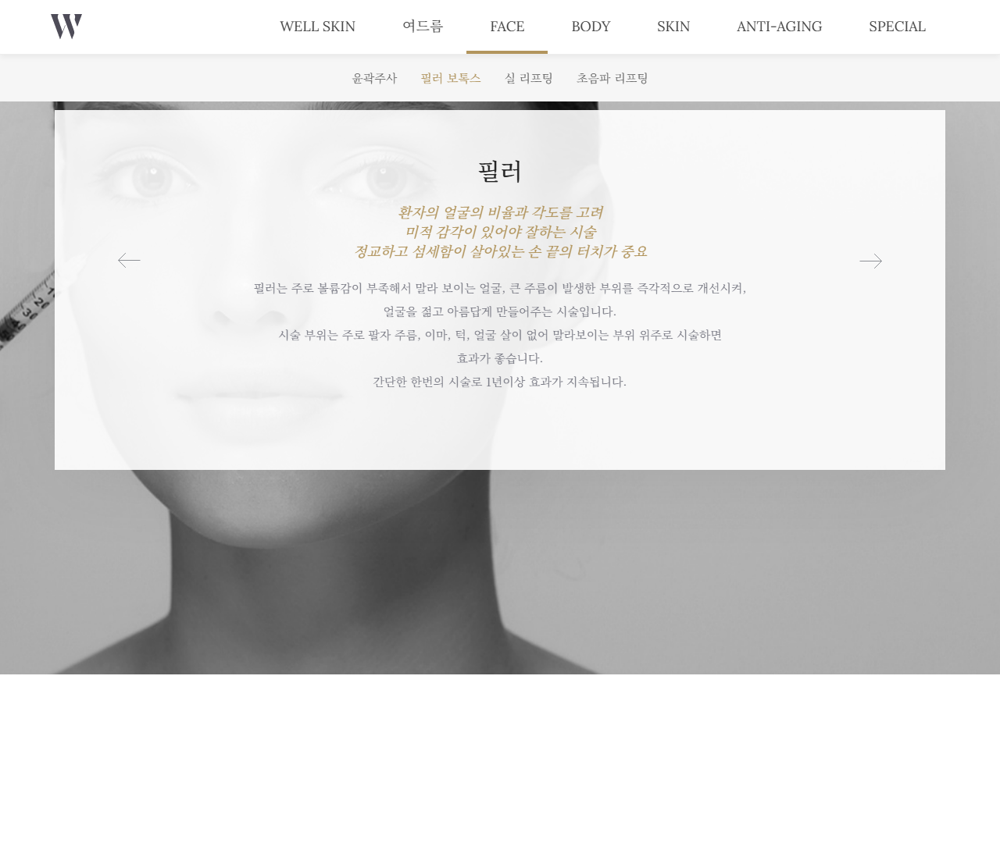 W
WELL SKIN
여드름
FACE
BODY
SKIN
ANTI-AGING
SPECIAL
윤곽주사
필러 보톡스
실 리프팅
초음파 리프팅
필러
환자의 얼굴의 비율과 각도를 고려
미적 감각이 있어야 잘하는 시술
정교하고 섬세함이 살아있는 손 끝의 터치가 중요
필러는 주로 볼륨감이 부족해서 말라 보이는 얼굴, 큰 주름이 발생한 부위를 즉각적으로 개선시켜,
얼굴을 젊고 아름답게 만들어주는 시술입니다.
시술 부위는 주로 팔자 주름, 이마, 턱, 얼굴 살이 없어 말라보이는 부위 위주로 시술하면
효과가 좋습니다.
간단한 한번의 시술로 1년이상 효과가 지속됩니다.